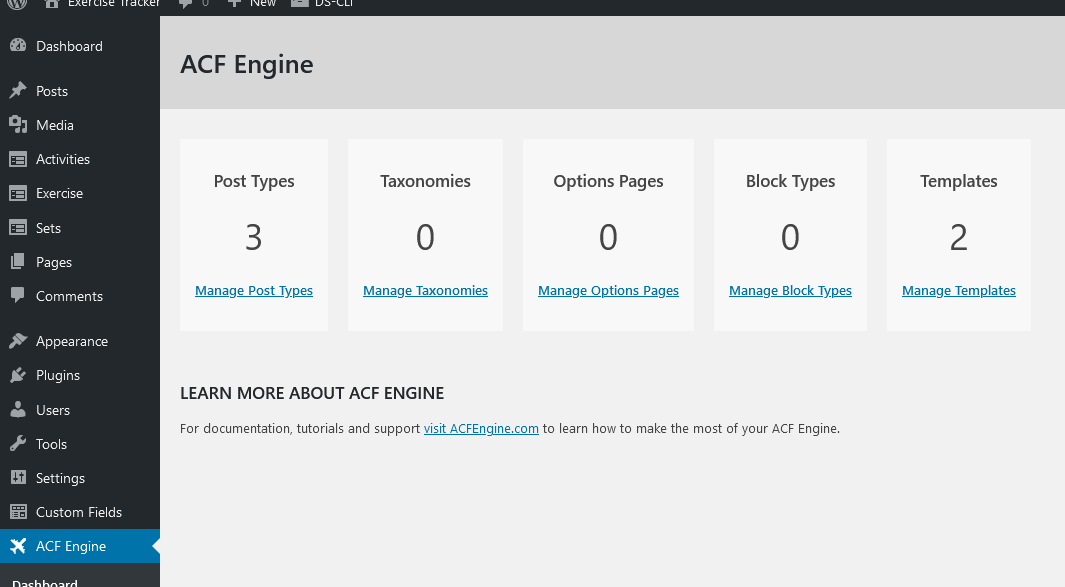 Exercise Tracker 0 New DS-CLI
Dashboard
Posts
Media
Activities
Exercise
Sets
Pages
Comments
Appearance
Plugins
Users
Tools
Settings
Custom Fields
ACF Engine
Dashboard
ACF Engine
Post Types
3
Manage Post Types
Taxonomies
0
Manage Taxonomies
Options Pages
0
Manage Options Pages
Block Types
0
Manage Block Types
Templates
2
Manage Templates
LEARN MORE ABOUT ACF ENGINE
For documentation, tutorials and support visit ACFEngine.com to learn how to make the most of your ACF Engine.